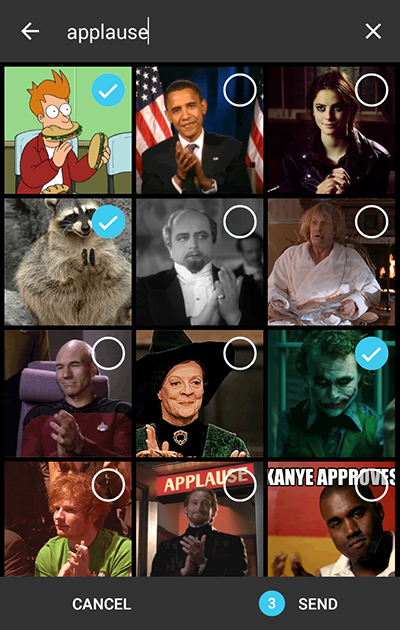 applause
APPLAUSE
KANYE APPROVES
CANCEL
3 SEND